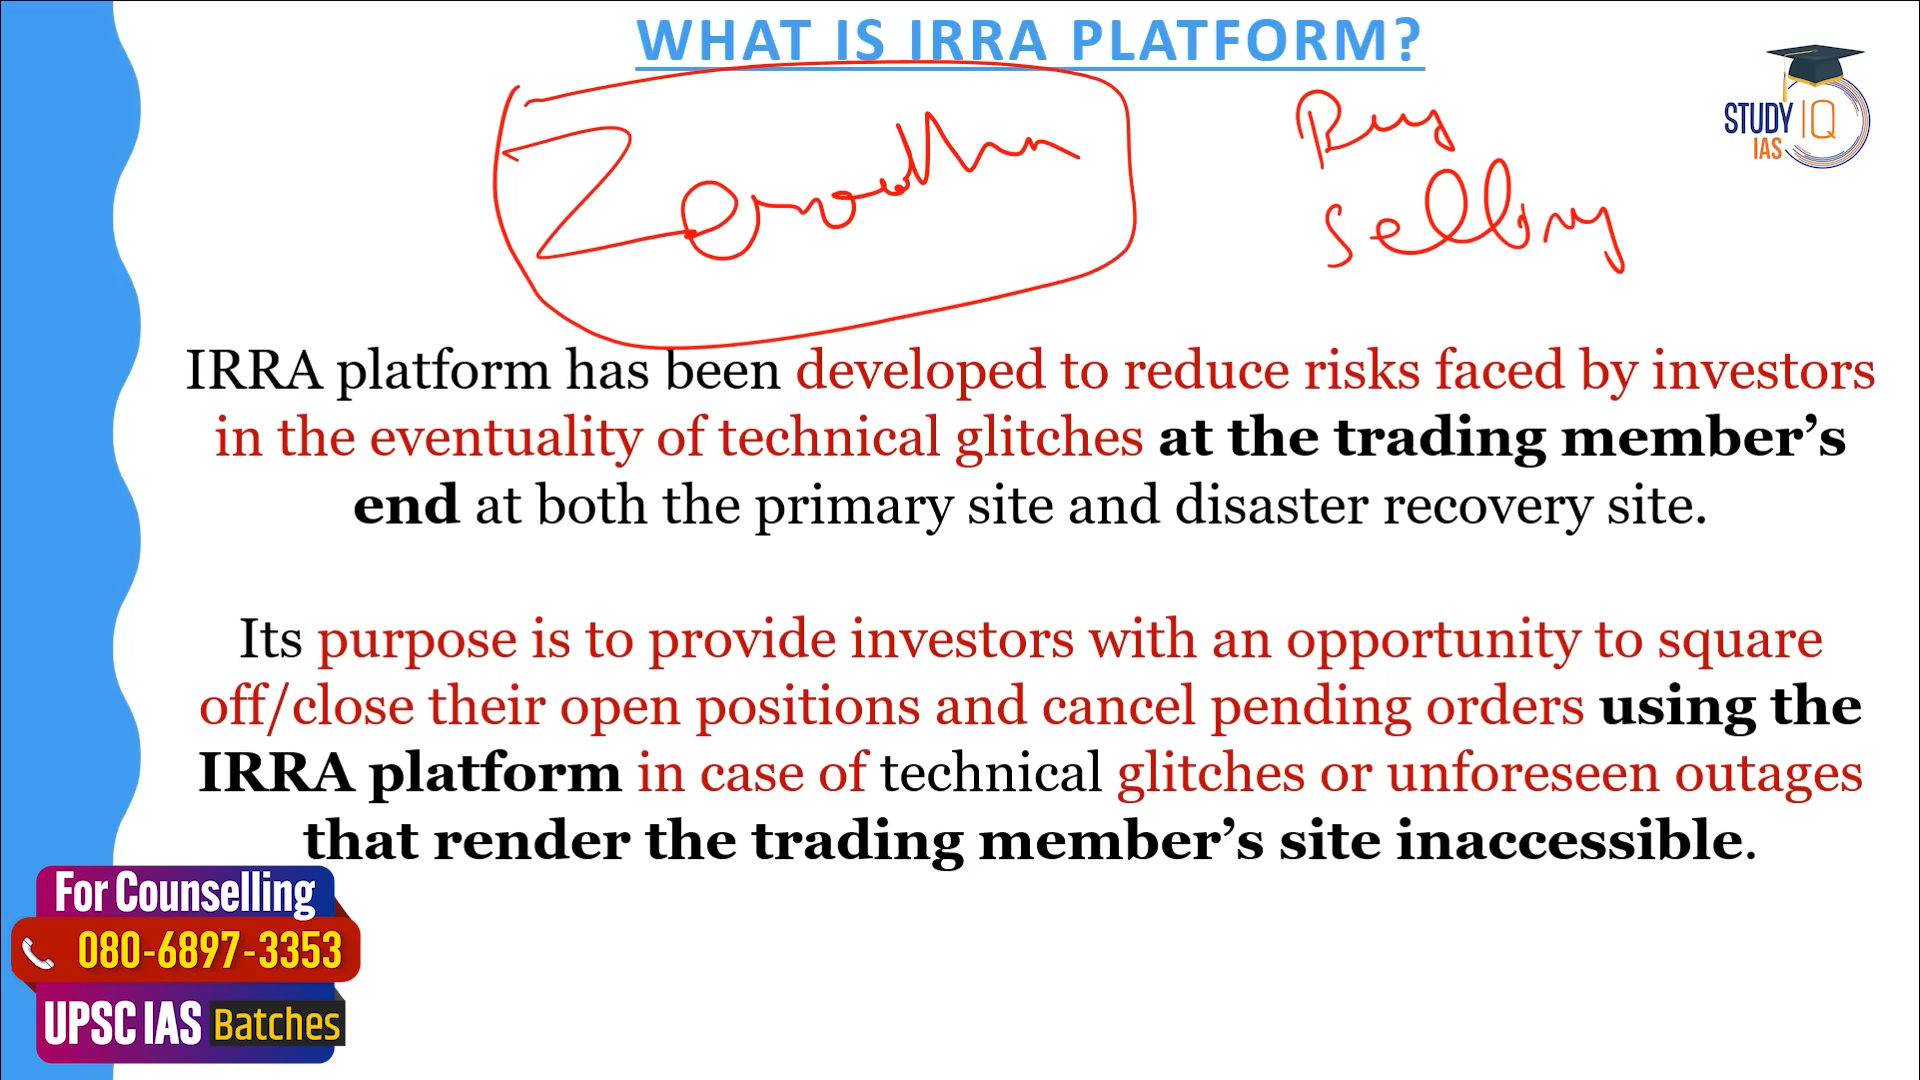 WHAT IS IRRA PLATFORM?
STUDY IQ
IAS
Zerodha
Buy
Selling
IRRA platform has been developed to reduce risks faced by investors
in the eventuality of technical glitches at the trading member’s
end at both the primary site and disaster recovery site.
Its purpose is to provide investors with an opportunity to square
off/close their open positions and cancel pending orders using the
IRRA platform in case of technical glitches or unforeseen outages
that render the trading member’s site inaccessible.
For Counselling
080-6897-3353
UPSC IAS Batches